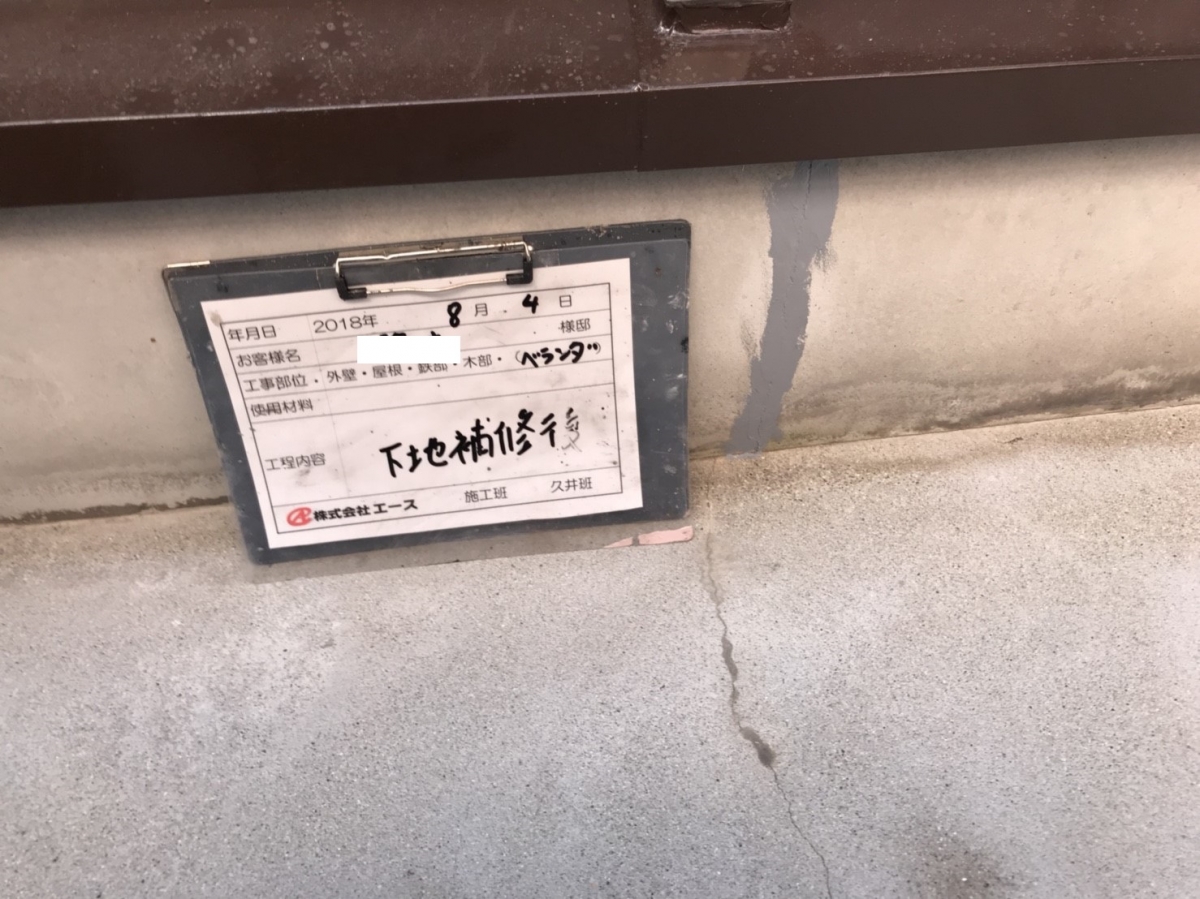 年月日 2018年 8月 4日
お客様名 様邸
工事部位・外壁・屋根・鉄部・木部・(ベランダ)
使用材料
工程内容 下地補修後
株式会社エース 施工班 久井班